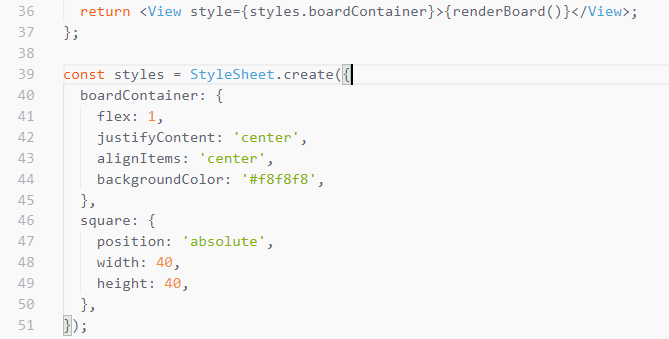 36 return <View style={styles.boardContainer}>{renderBoard()}</View>;
37 };
38
39 const styles = StyleSheet.create({
40 boardContainer: {
41 flex: 1,
42 justifyContent: 'center',
43 alignItems: 'center',
44 backgroundColor: '#f8f8f8',
45 },
46 square: {
47 position: 'absolute',
48 width: 40,
49 height: 40,
50 },
51 });